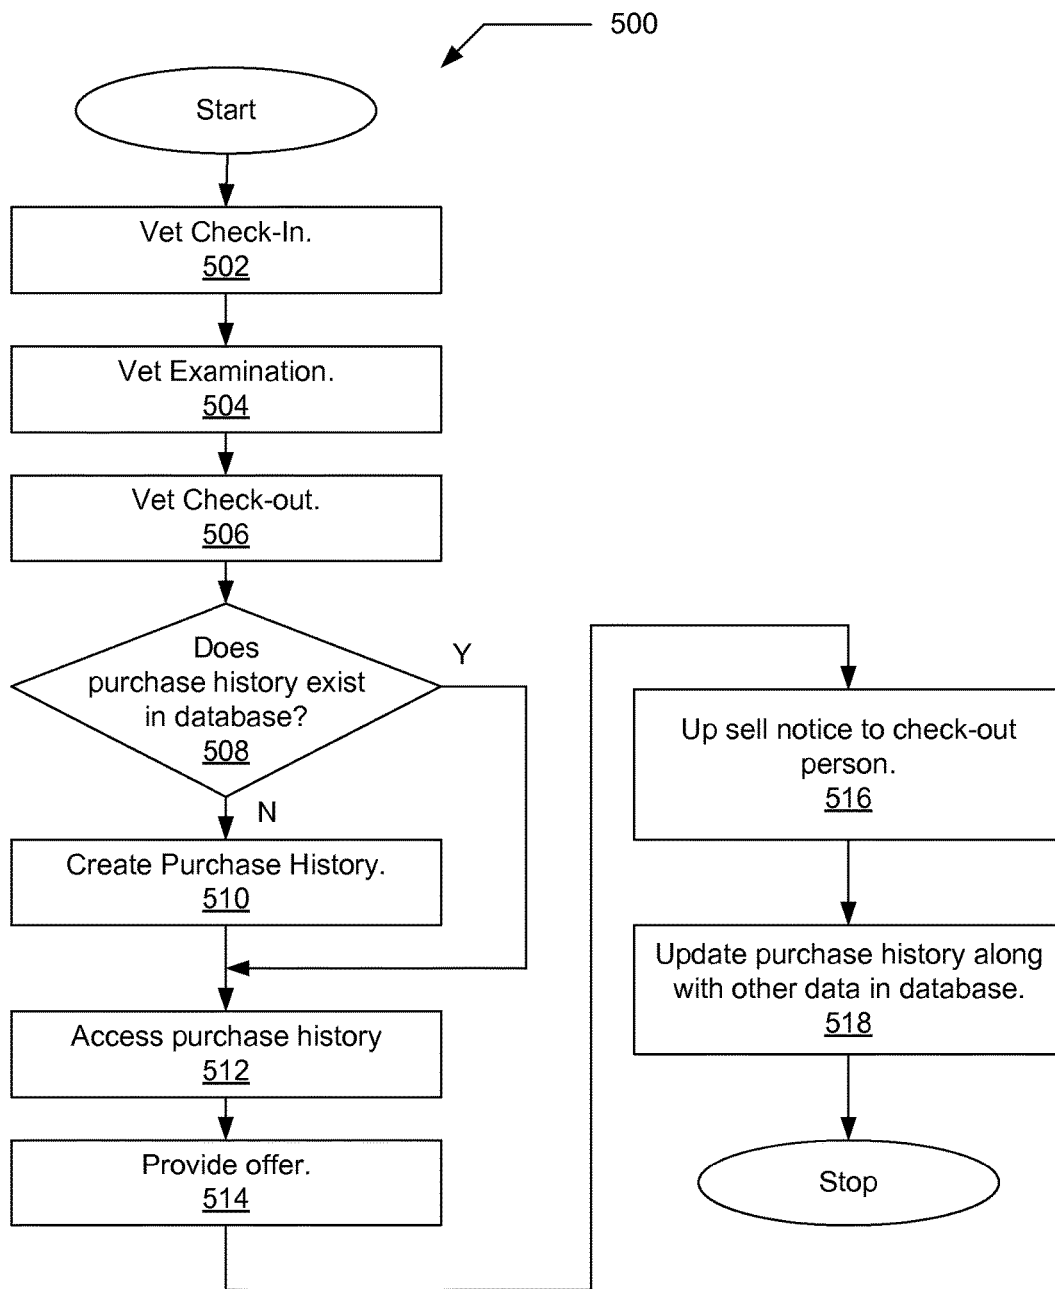 500
Start
Vet Check-In.
502
Vet Examination.
504
Vet Check-out.
506
Does
purchase history exist
in database?
508
Y
N
Create Purchase History.
510
Access purchase history
512
Provide offer.
514
Up sell notice to check-out
person.
516
Update purchase history along
with other data in database.
518
Stop